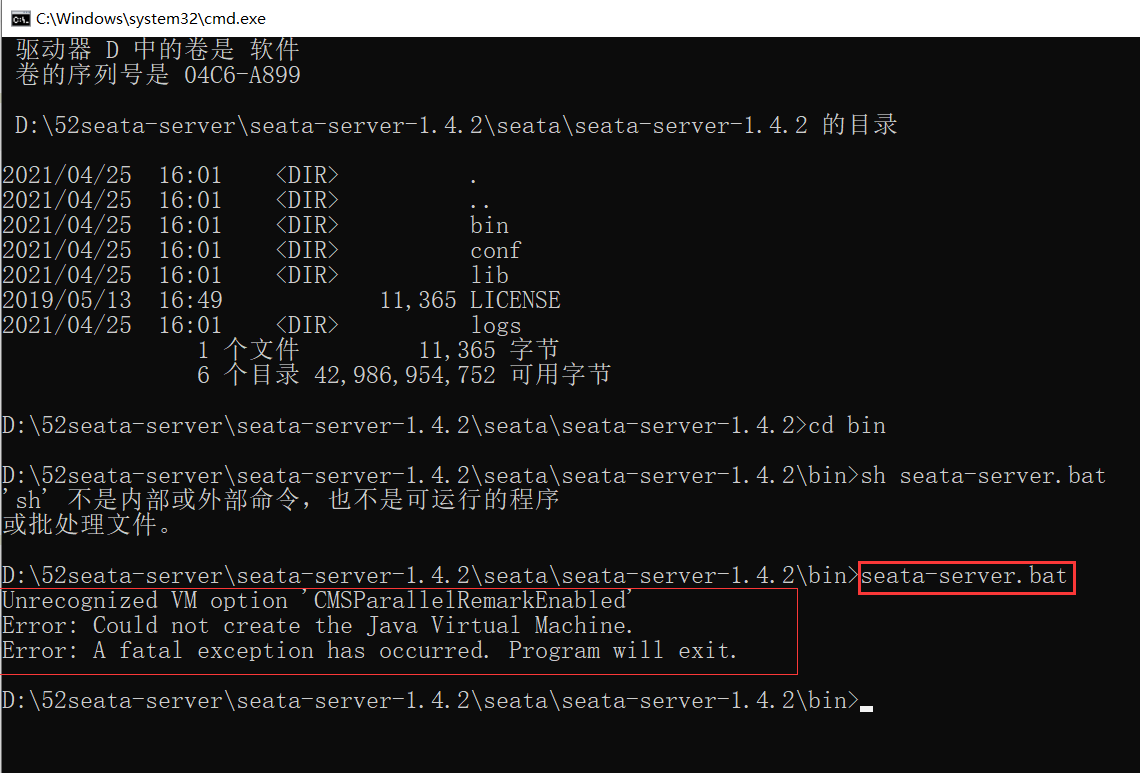 C:\Windows\system32\cmd.exe
驱动器 D 中的卷是 软件
卷的序列号是 04C6-A899
D:\52seata-server\seata-server-1.4.2\seata\seata-server-1.4.2 的目录
2021/04/25  16:01    <DIR>          .
2021/04/25  16:01    <DIR>          ..
2021/04/25  16:01    <DIR>          bin
2021/04/25  16:01    <DIR>          conf
2021/04/25  16:01    <DIR>          lib
2019/05/13  16:49            11,365 LICENSE
2021/04/25  16:01    <DIR>          logs
1 个文件         11,365 字节
6 个目录 42,986,954,752 可用字节
D:\52seata-server\seata-server-1.4.2\seata\seata-server-1.4.2>cd bin
D:\52seata-server\seata-server-1.4.2\seata\seata-server-1.4.2\bin>sh seata-server.bat
'sh' 不是内部或外部命令，也不是可运行的程序
或批处理文件。
D:\52seata-server\seata-server-1.4.2\seata\seata-server-1.4.2\bin>seata-server.bat
Unrecognized VM option 'CMSParallelRemarkEnabled'
Error: Could not create the Java Virtual Machine.
Error: A fatal exception has occurred. Program will exit.
D:\52seata-server\seata-server-1.4.2\seata\seata-server-1.4.2\bin>